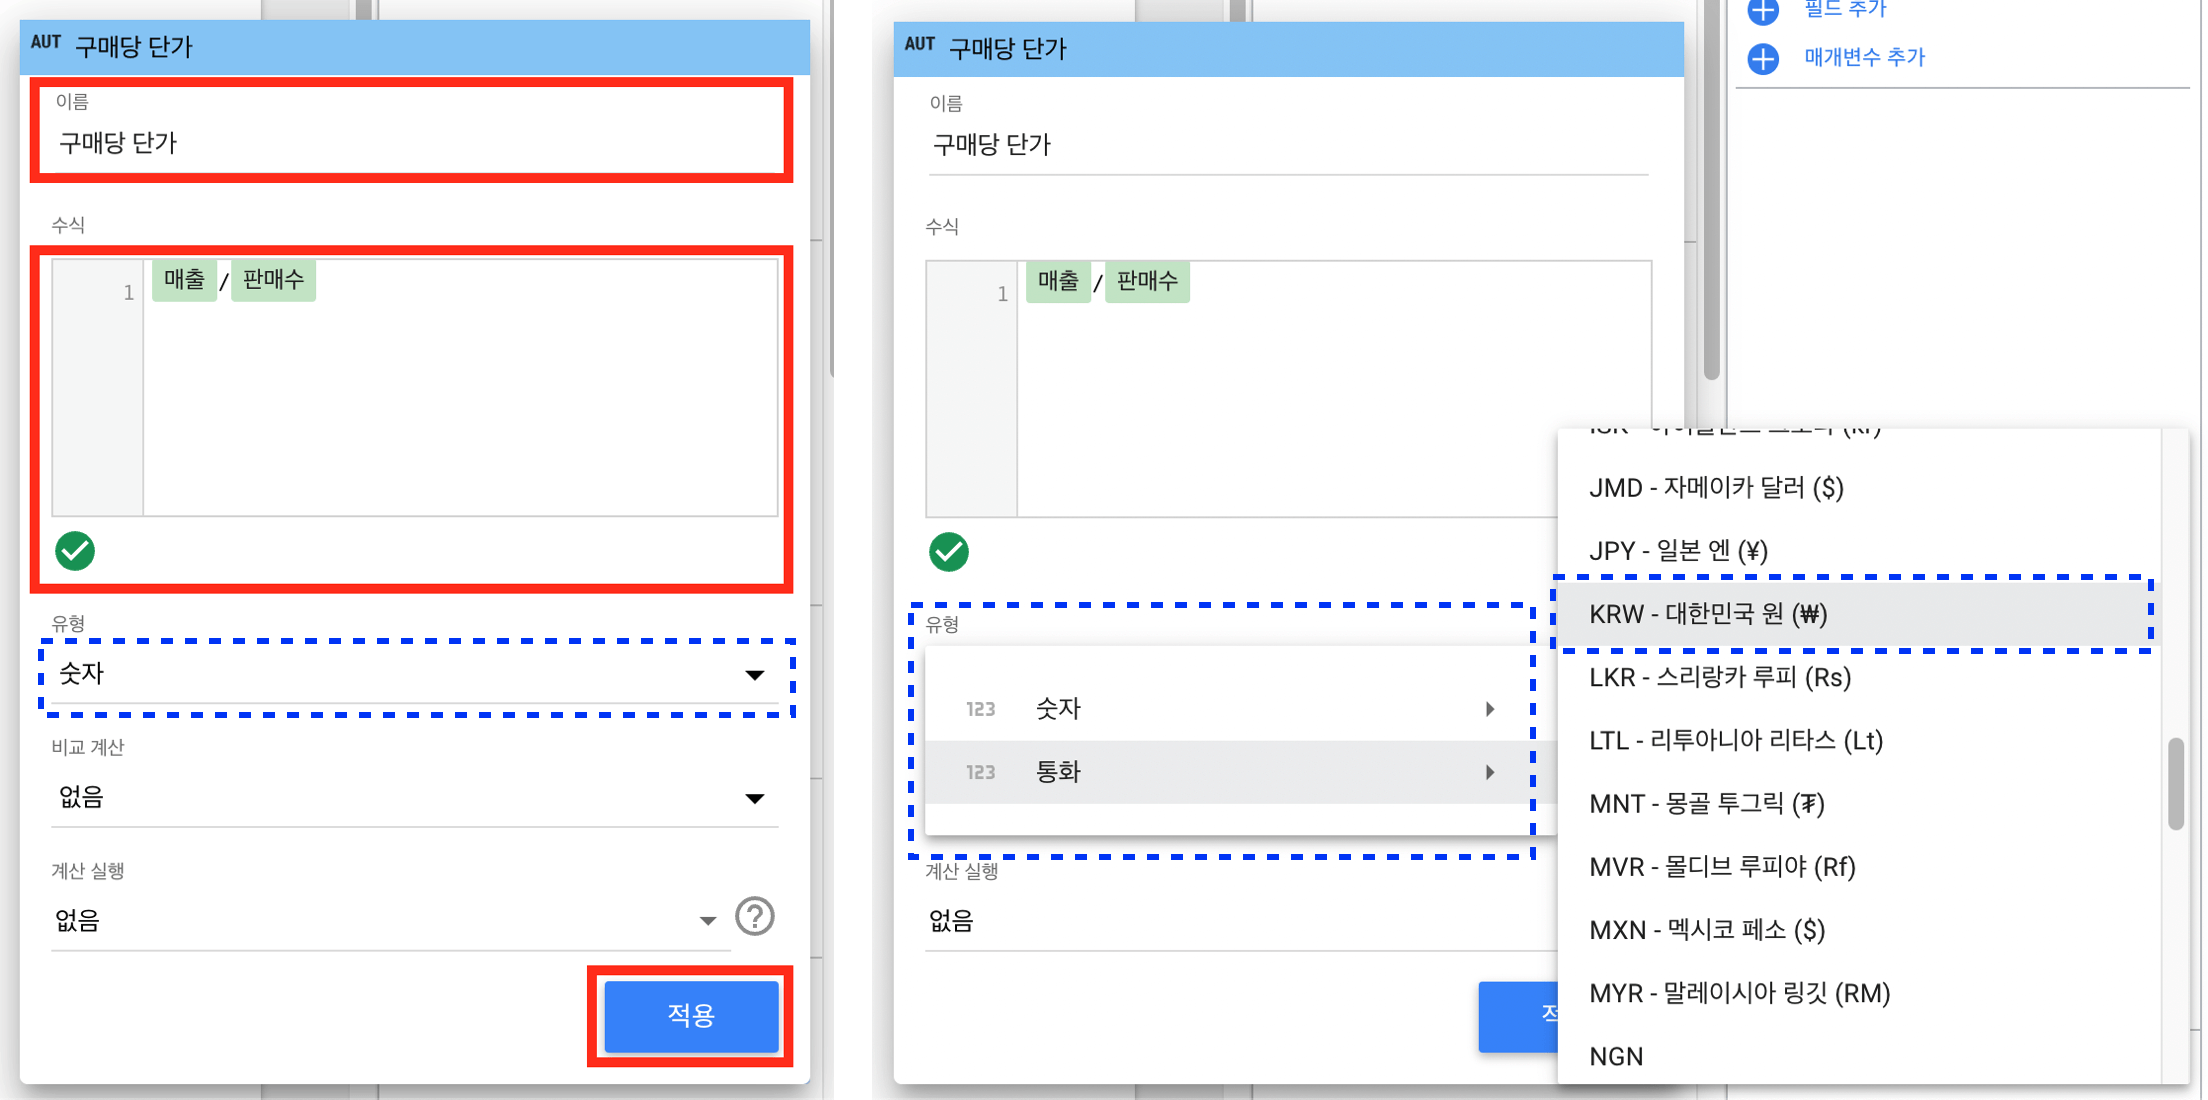 AUT 구매당 단가
이름
구매당 단가
수식
1 매출 / 판매수
유형
숫자
비교 계산
없음
계산 실행
없음
적용
AUT 구매당 단가
이름
구매당 단가
수식
1 매출 / 판매수
유형
123 숫자
123 통화
계산 실행
없음
필드 추가
매개변수 추가
JMD - 자메이카 달러 ($)
JPY - 일본 엔 (¥)
KRW - 대한민국 원 (₩)
LKR - 스리랑카 루피 (Rs)
LTL - 리투아니아 리타스 (Lt)
MNT - 몽골 투그릭 (₮)
MVR - 몰디브 루피야 (Rf)
MXN - 멕시코 페소 ($)
MYR - 말레이시아 링깃 (RM)
NGN